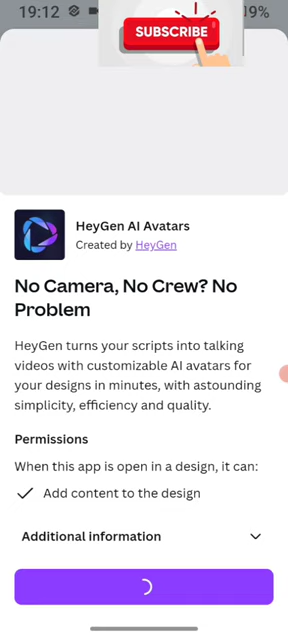 19:12
19%
SUBSCRIBE
HeyGen AI Avatars
Created by HeyGen
No Camera, No Crew? No
Problem
HeyGen turns your scripts into talking
videos with customizable AI avatars for
your designs in minutes, with astounding
simplicity, efficiency and quality.
Permissions
When this app is open in a design, it can:
Add content to the design
Additional information